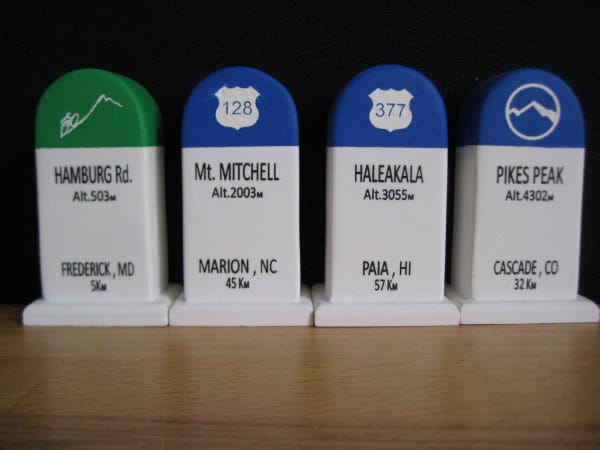 HAMBURG Rd.
Alt.503M
FREDERICK, MD
5KM
128
Mt. MITCHELL
Alt.2003M
MARION , NC
45 KM
377
HALEAKALA
Alt.3055M
PAIA , HI
57 KM
PIKES PEAK
Alt.4302M
CASCADE , CO
32 KM